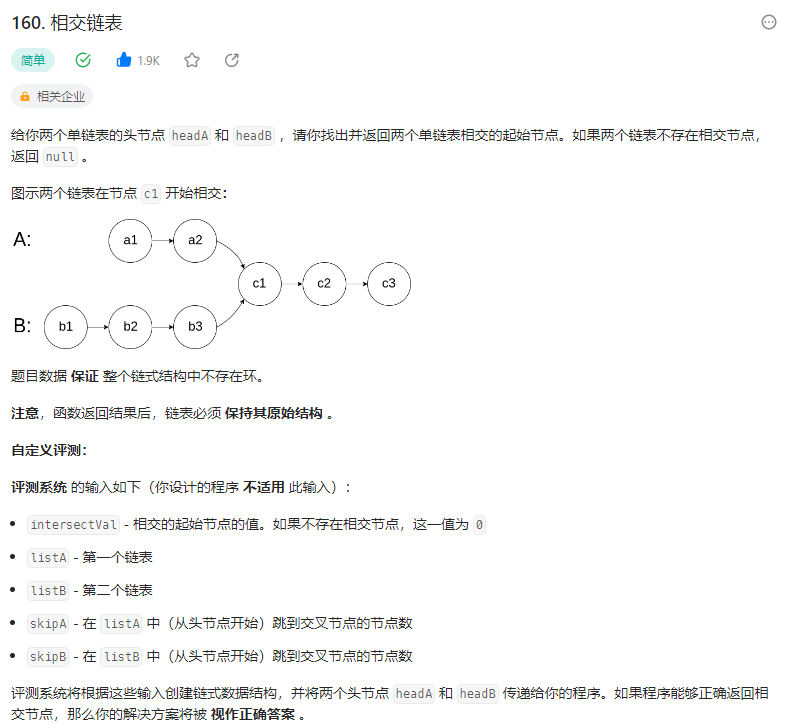 160. 相交链表
简单 1.9K
相关企业
给你两个单链表的头节点 headA 和 headB ，请你找出并返回两个单链表相交的起始节点。如果两个链表不存在相交节点，
返回 null 。
图示两个链表在节点 c1 开始相交：
A: a1 a2
c1 c2 c3
B: b1 b2 b3
题目数据 保证 整个链式结构中不存在环。
注意，函数返回结果后，链表必须 保持其原始结构 。
自定义评测：
评测系统 的输入如下（你设计的程序 不适用 此输入）：
intersectVal - 相交的起始节点的值。如果不存在相交节点，这一值为 0
listA - 第一个链表
listB - 第二个链表
skipA - 在 listA 中（从头节点开始）跳到交叉节点的节点数
skipB - 在 listB 中（从头节点开始）跳到交叉节点的节点数
评测系统将根据这些输入创建链式数据结构，并将两个头节点 headA 和 headB 传递给你的程序。如果程序能够正确返回相
交节点，那么你的解决方案将被 视作正确答案 。